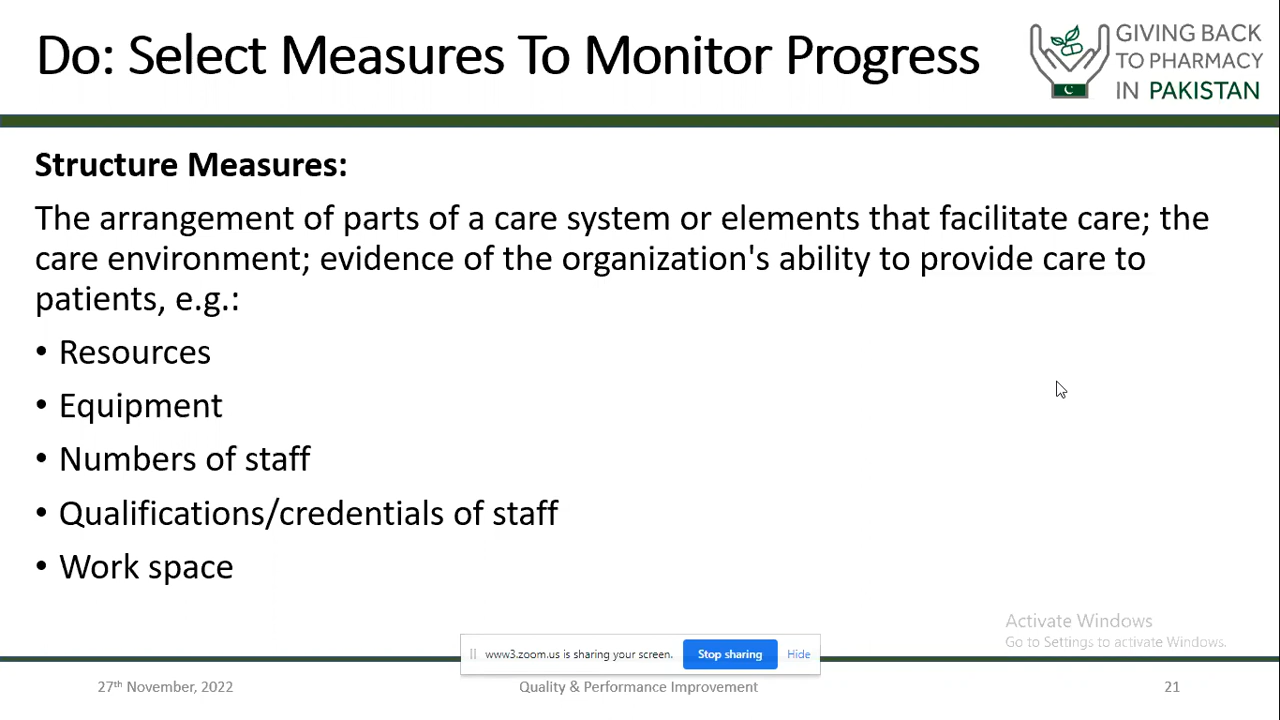 Do: Select Measures To Monitor Progress
GIVING BACK
TO PHARMACY
IN PAKISTAN
Structure Measures:
The arrangement of parts of a care system or elements that facilitate care; the
care environment; evidence of the organization's ability to provide care to
patients, e.g.:
• Resources
• Equipment
• Numbers of staff
• Qualifications/credentials of staff
• Work space
Activate Windows
Go to Settings to activate Windows.
www3.zoom.us is sharing your screen.
Stop sharing
Hide
27th November, 2022
Quality & Performance Improvement
21